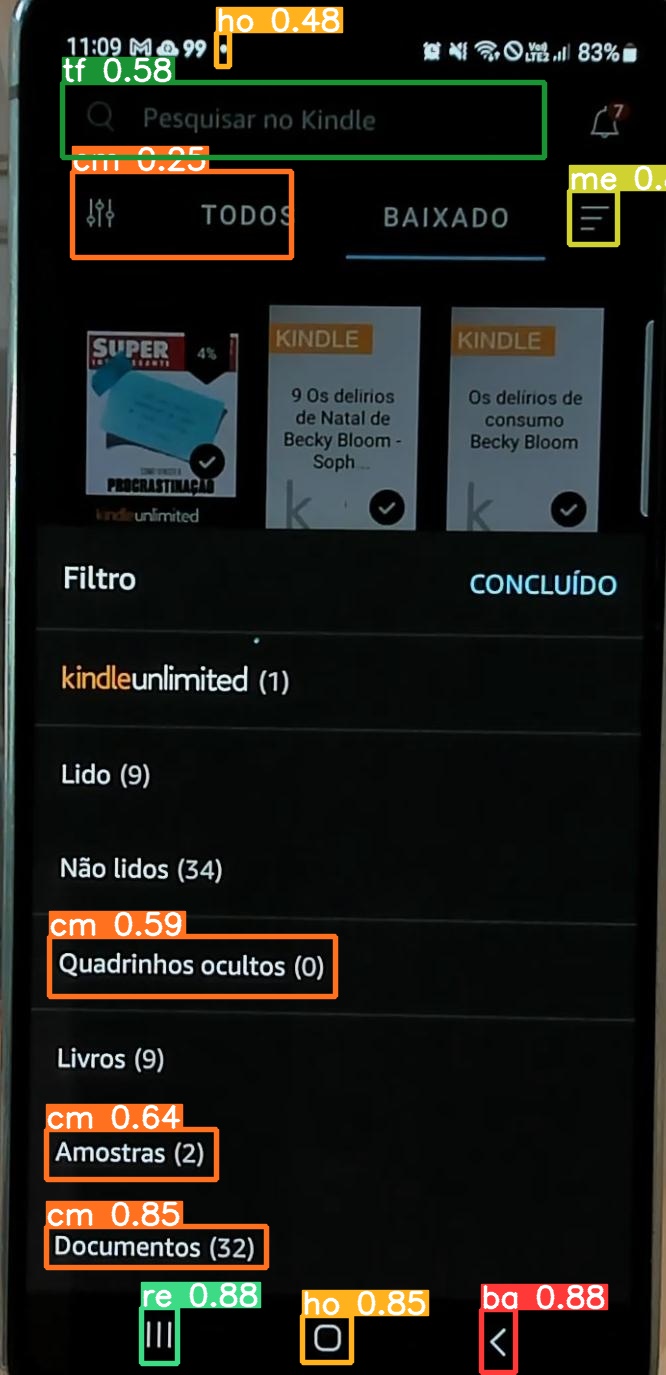 ho 0.48
11:09 99 Vo) LTE2 83%
tf 0.58
Pesquisar no Kindle 7
cm 0.25
me 0.
TODOS BAIXADO
SUPER 4%
KINDLE
KINDLE
9 Os delírios
de Natal de
Becky Bloom -
Soph...
Os delírios de
consumo
Becky Bloom
PROCRASTINAÇÃO
kindleunlimited
k
k
Filtro CONCLUÍDO
kindleunlimited (1)
Lido (9)
Não lidos (34)
cm 0.59
Quadrinhos ocultos (0)
Livros (9)
cm 0.64
Amostras (2)
cm 0.85
Documentos (32)
re 0.88 ho 0.85 ba 0.88